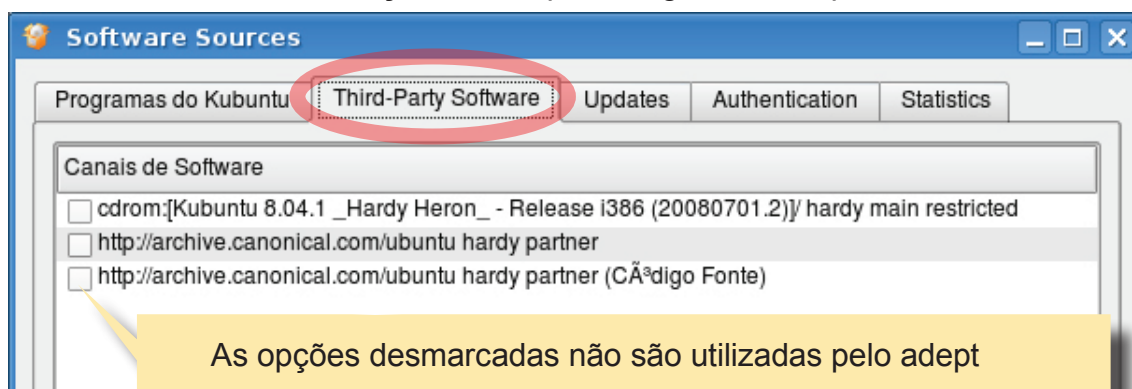 Software Sources
Programas do Kubuntu Third-Party Software Updates Authentication Statistics
Canais de Software
cdrom:[Kubuntu 8.04.1 _Hardy Heron_ - Release i386 (20080701.2)]/ hardy main restricted
http://archive.canonical.com/ubuntu hardy partner
http://archive.canonical.com/ubuntu hardy partner (CÃ³digo Fonte)
As opções desmarcadas não são utilizadas pelo adept